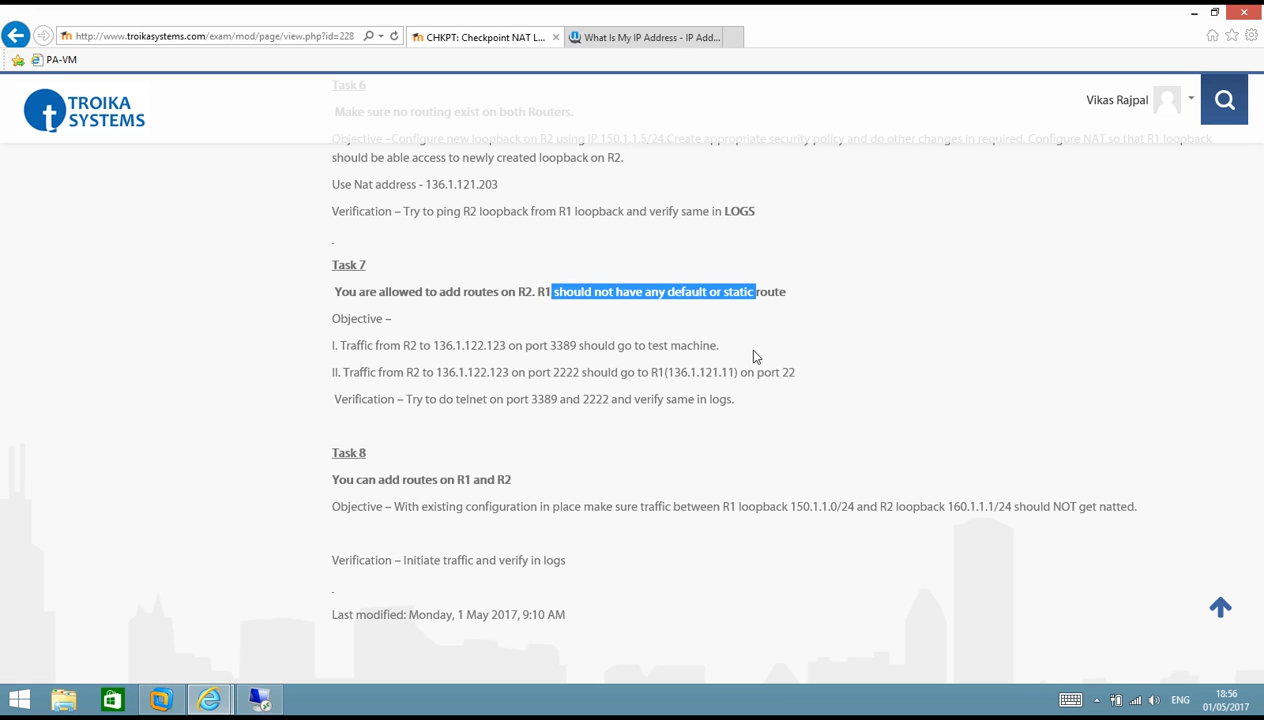 http://www.troikasystems.com/exam/mod/page/view.php?id=228
CHKPT: Checkpoint NAT L...
What Is My IP Address - IP Add...
PA-VM
TROIKA
SYSTEMS
Vikas Rajpal
Task 6
Make sure no routing exist on both Routers.
Objective –Configure new loopback on R2 using IP 150.1.1.5/24.Create appropriate security policy and do other changes in required. Configure NAT so that R1 loopback
should be able access to newly created loopback on R2.
Use Nat address - 136.1.121.203
Verification – Try to ping R2 loopback from R1 loopback and verify same in LOGS
Task 7
You are allowed to add routes on R2. R1 should not have any default or static route
Objective –
I. Traffic from R2 to 136.1.122.123 on port 3389 should go to test machine.
II. Traffic from R2 to 136.1.122.123 on port 2222 should go to R1(136.1.121.11) on port 22
Verification – Try to do telnet on port 3389 and 2222 and verify same in logs.
Task 8
You can add routes on R1 and R2
Objective – With existing configuration in place make sure traffic between R1 loopback 150.1.1.0/24 and R2 loopback 160.1.1.1/24 should NOT get natted.
Verification – Initiate traffic and verify in logs
Last modified: Monday, 1 May 2017, 9:10 AM
ENG
18:56
01/05/2017